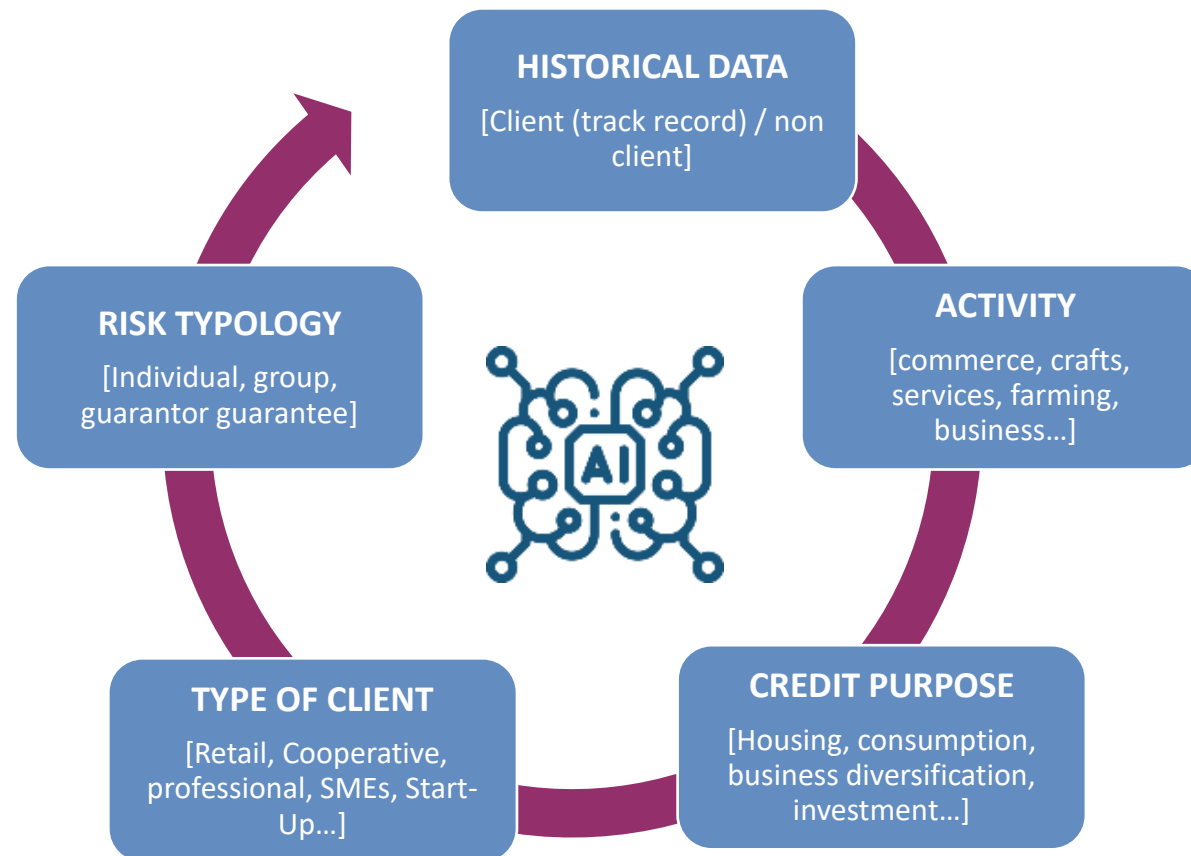 HISTORICAL DATA
[Client (track record) / non
client]
ACTIVITY
[commerce, crafts,
services, farming,
business…]
CREDIT PURPOSE
[Housing, consumption,
business diversification,
investment…]
TYPE OF CLIENT
[Retail, Cooperative,
professional, SMEs, Start-
Up…]
RISK TYPOLOGY
[Individual, group,
guarantor guarantee]
AI